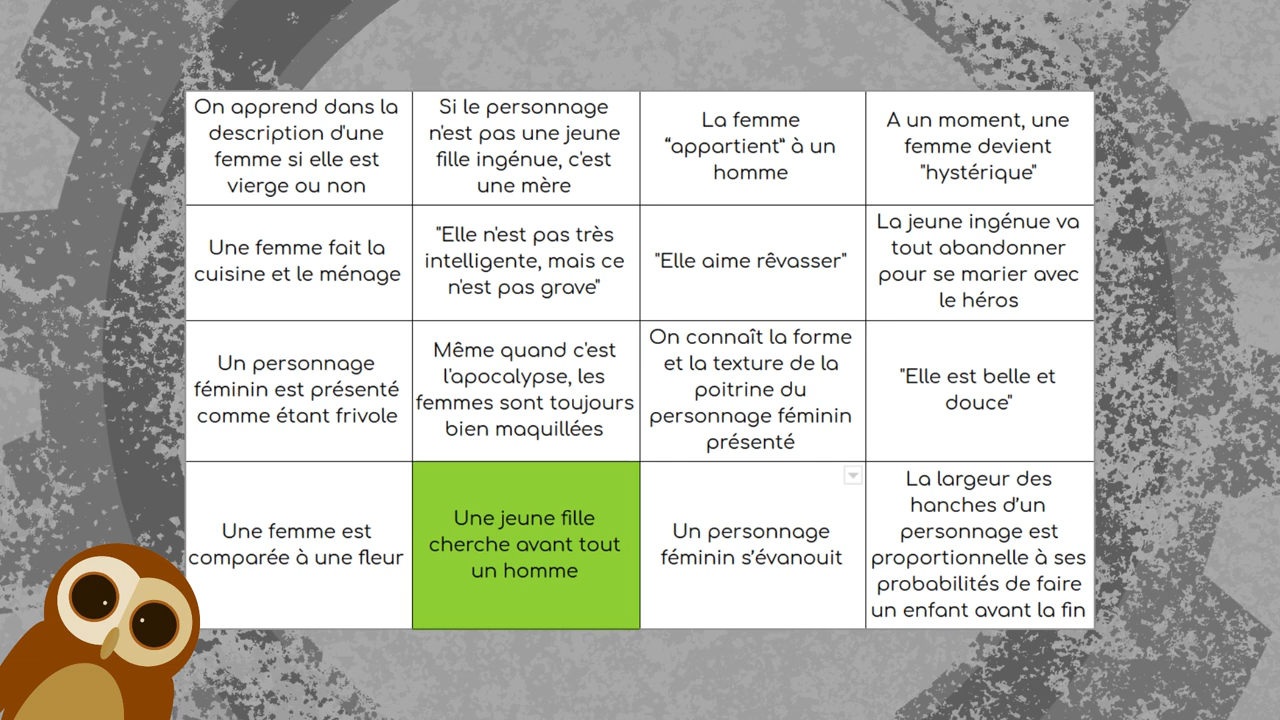 On apprend dans la
description d'une
femme si elle est
vierge ou non
Si le personnage
n'est pas une jeune
fille ingénue, c'est
une mère
La femme
“appartient” à un
homme
A un moment, une
femme devient
"hystérique"
Une femme fait la
cuisine et le ménage
"Elle n'est pas très
intelligente, mais ce
n'est pas grave"
"Elle aime rêvasser"
La jeune ingénue va
tout abandonner
pour se marier avec
le héros
Un personnage
féminin est présenté
comme étant frivole
Même quand c'est
l'apocalypse, les
femmes sont toujours
bien maquillées
On connaît la forme
et la texture de la
poitrine du
personnage féminin
présenté
"Elle est belle et
douce"
Une femme est
comparée à une fleur
Une jeune fille
cherche avant tout
un homme
Un personnage
féminin s’évanouit
La largeur des
hanches d’un
personnage est
proportionnelle à ses
probabilités de faire
un enfant avant la fin